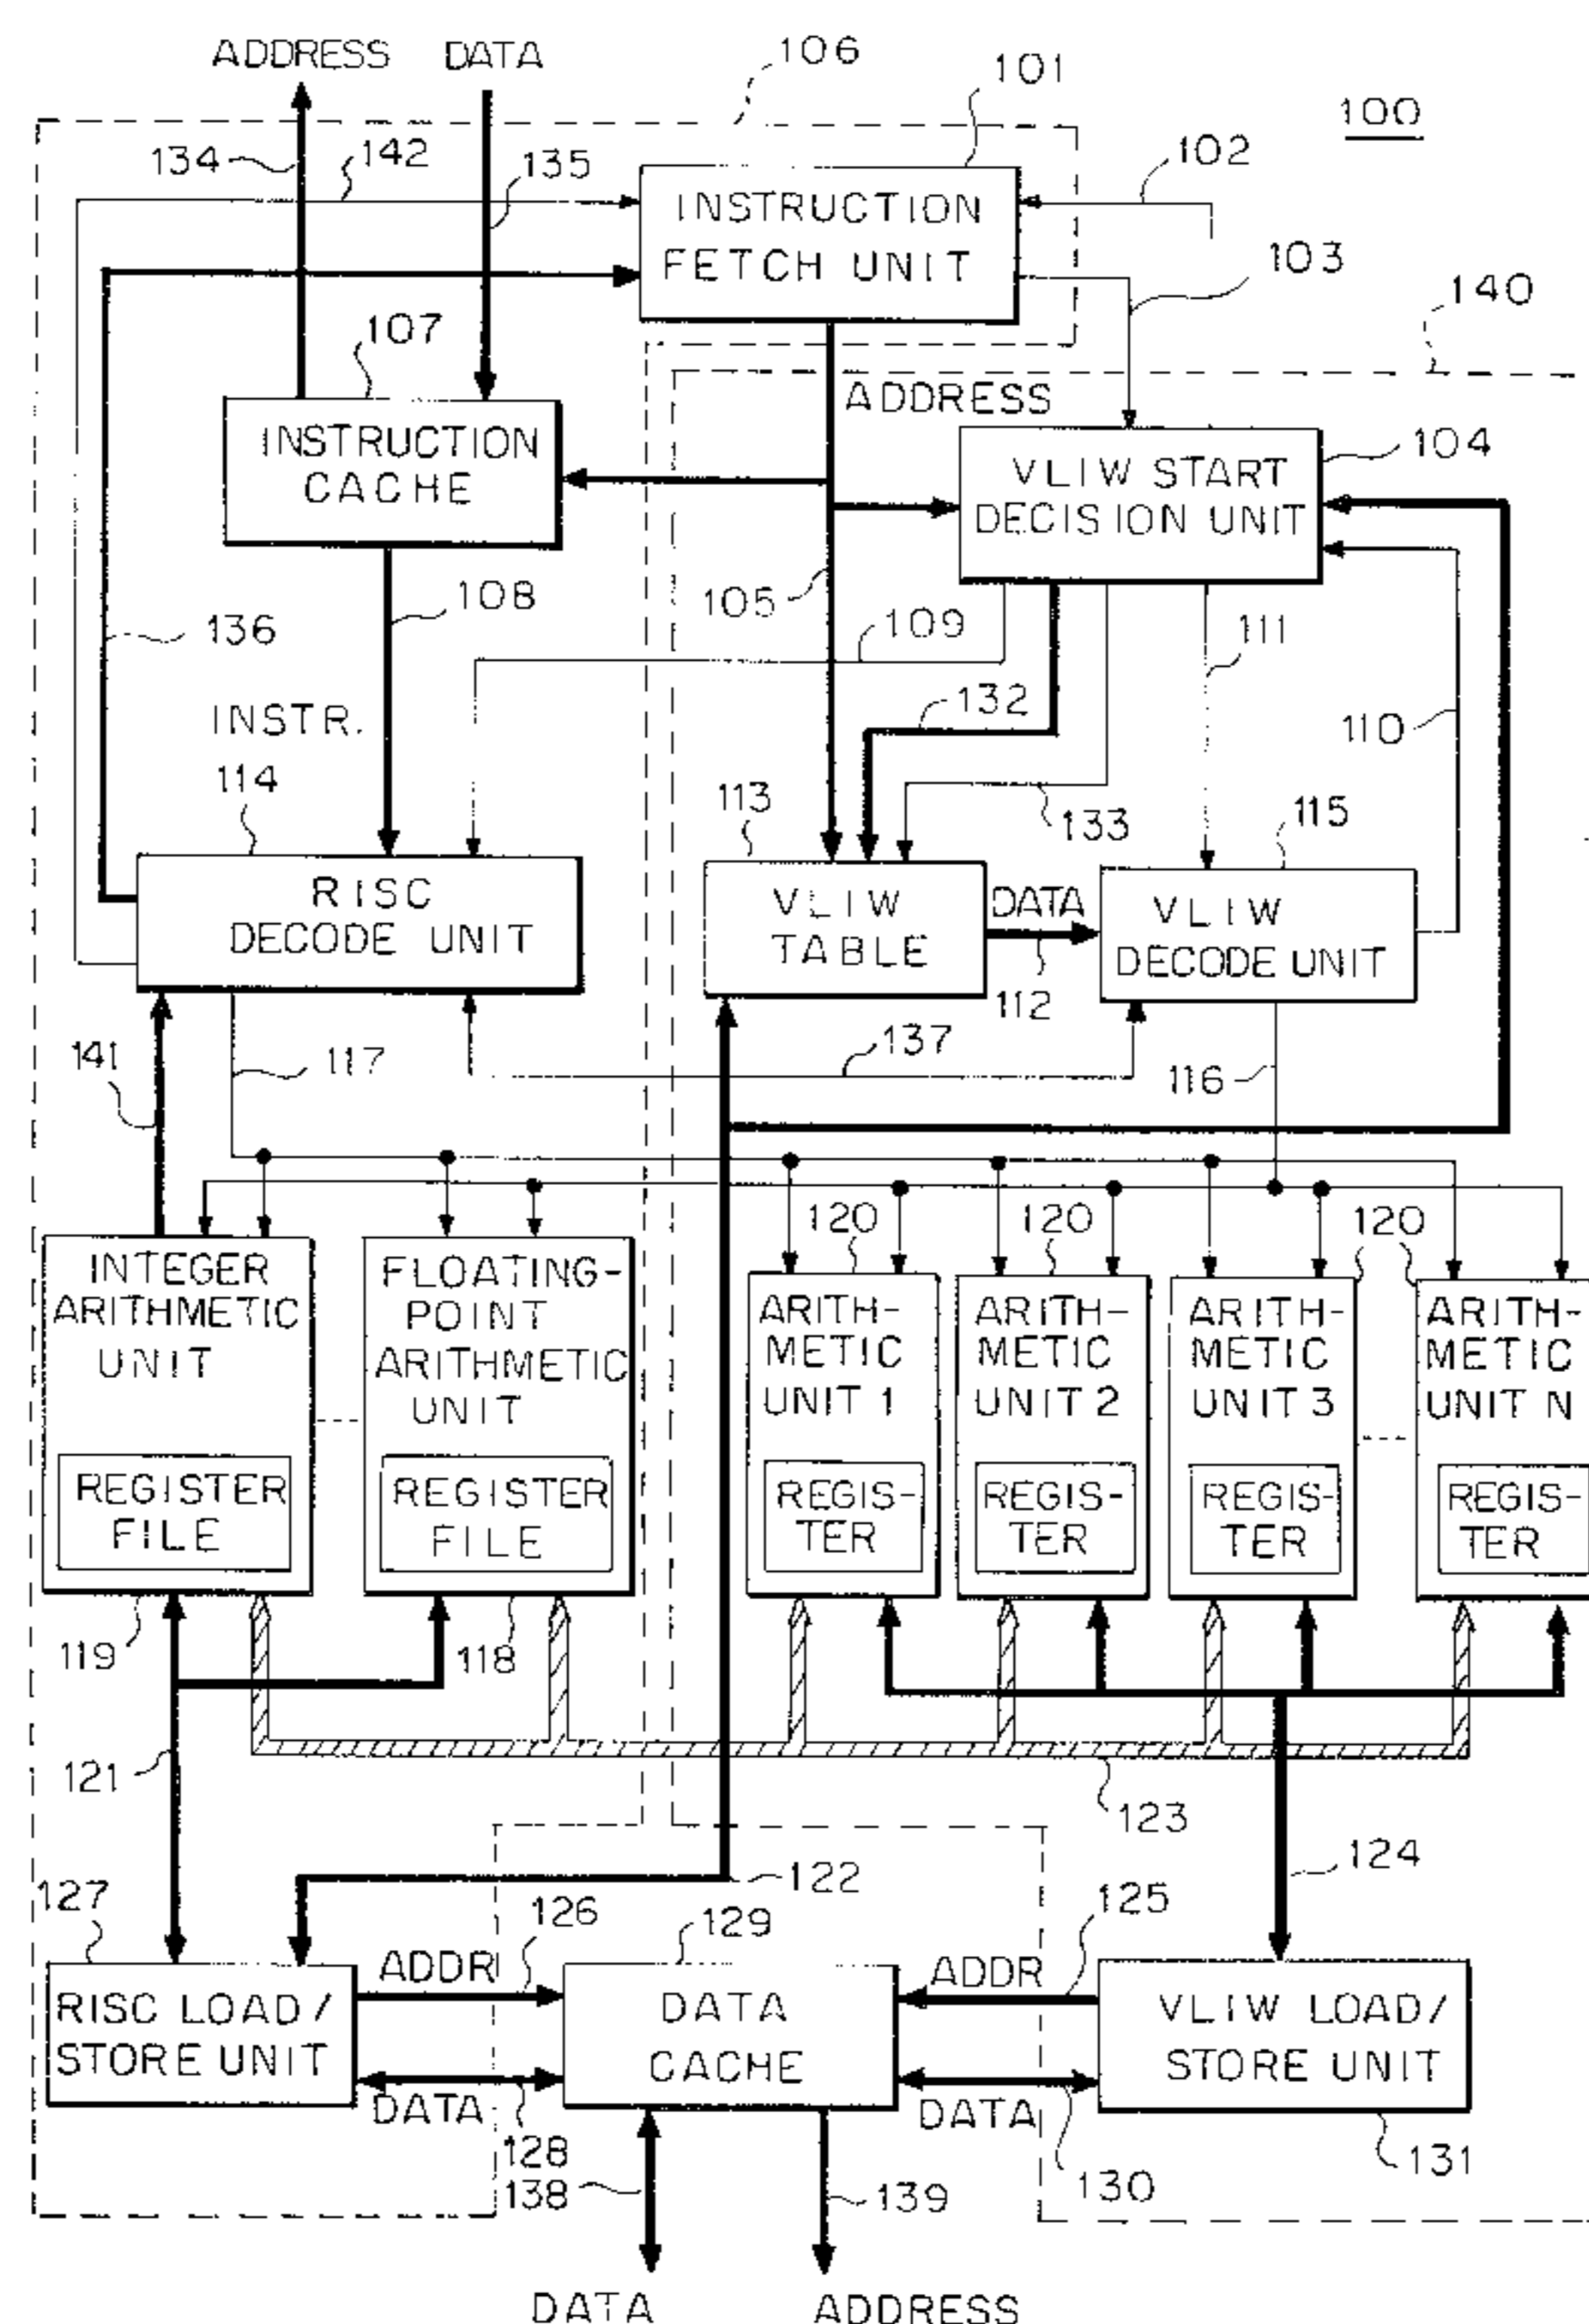 ADDRESS DATA
106
101
100
134
142
135
102
INSTRUCTION
FETCH UNIT
103
140
107
ADDRESS
INSTRUCTION
CACHE
VLIW START
DECISION UNIT
104
105
108
136
109
111
132
110
INSTR.
114
113
133
115
RISC
DECODE UNIT
VLIW
TABLE
DATA
112
VLIW
DECODE UNIT
141
117
137
116
120
120
120
INTEGER
ARITHMETIC
UNIT
REGISTER
FILE
FLOATING-
POINT
ARITHMETIC
UNIT
REGISTER
FILE
ARITH-
METIC
UNIT 1
REGIS-
TER
ARITH-
METIC
UNIT 2
REGIS-
TER
ARITH-
METIC
UNIT 3
REGIS-
TER
ARITH-
METIC
UNIT N
REGIS-
TER
119
118
121
123
122
124
127
126
129
125
ADDR
ADDR
RISC LOAD/
STORE UNIT
DATA
CACHE
VLIW LOAD/
STORE UNIT
DATA
DATA
128
138
139
130
131
DATA
ADDRESS